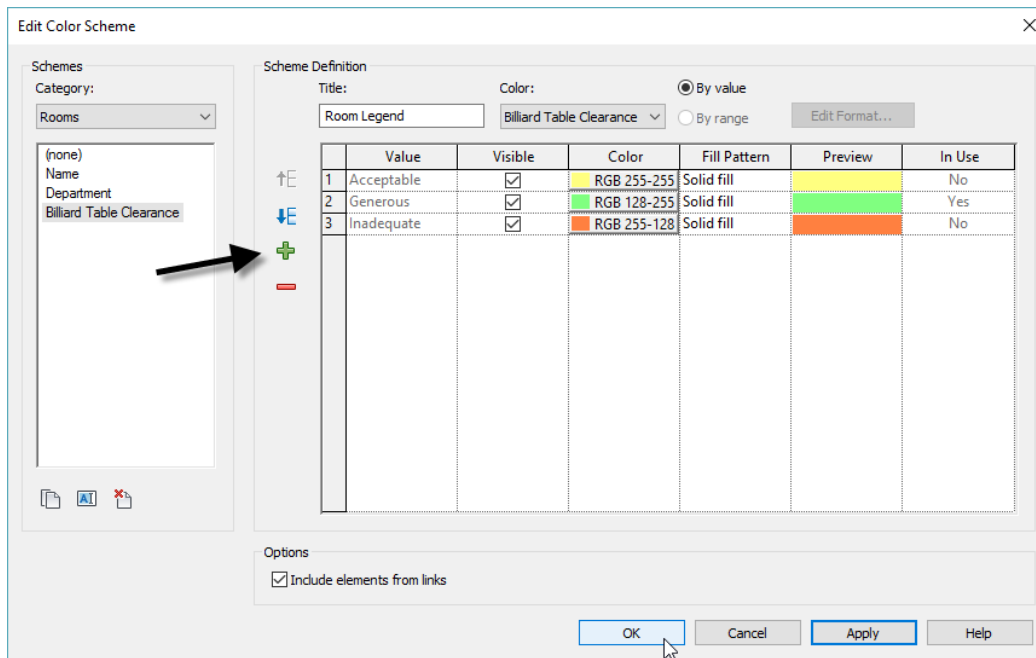 Edit Color Scheme
Schemes
Category:
Rooms
(none)
Name
Department
Billiard Table Clearance
AI
Scheme Definition
Title:
Room Legend
Color:
Billiard Table Clearance
By value
By range
Edit Format...
Value Visible Color Fill Pattern Preview In Use
1 Acceptable RGB 255-255 Solid fill No
2 Generous RGB 128-255 Solid fill Yes
3 Inadequate RGB 255-128 Solid fill No
Options
Include elements from links
OK Cancel Apply Help